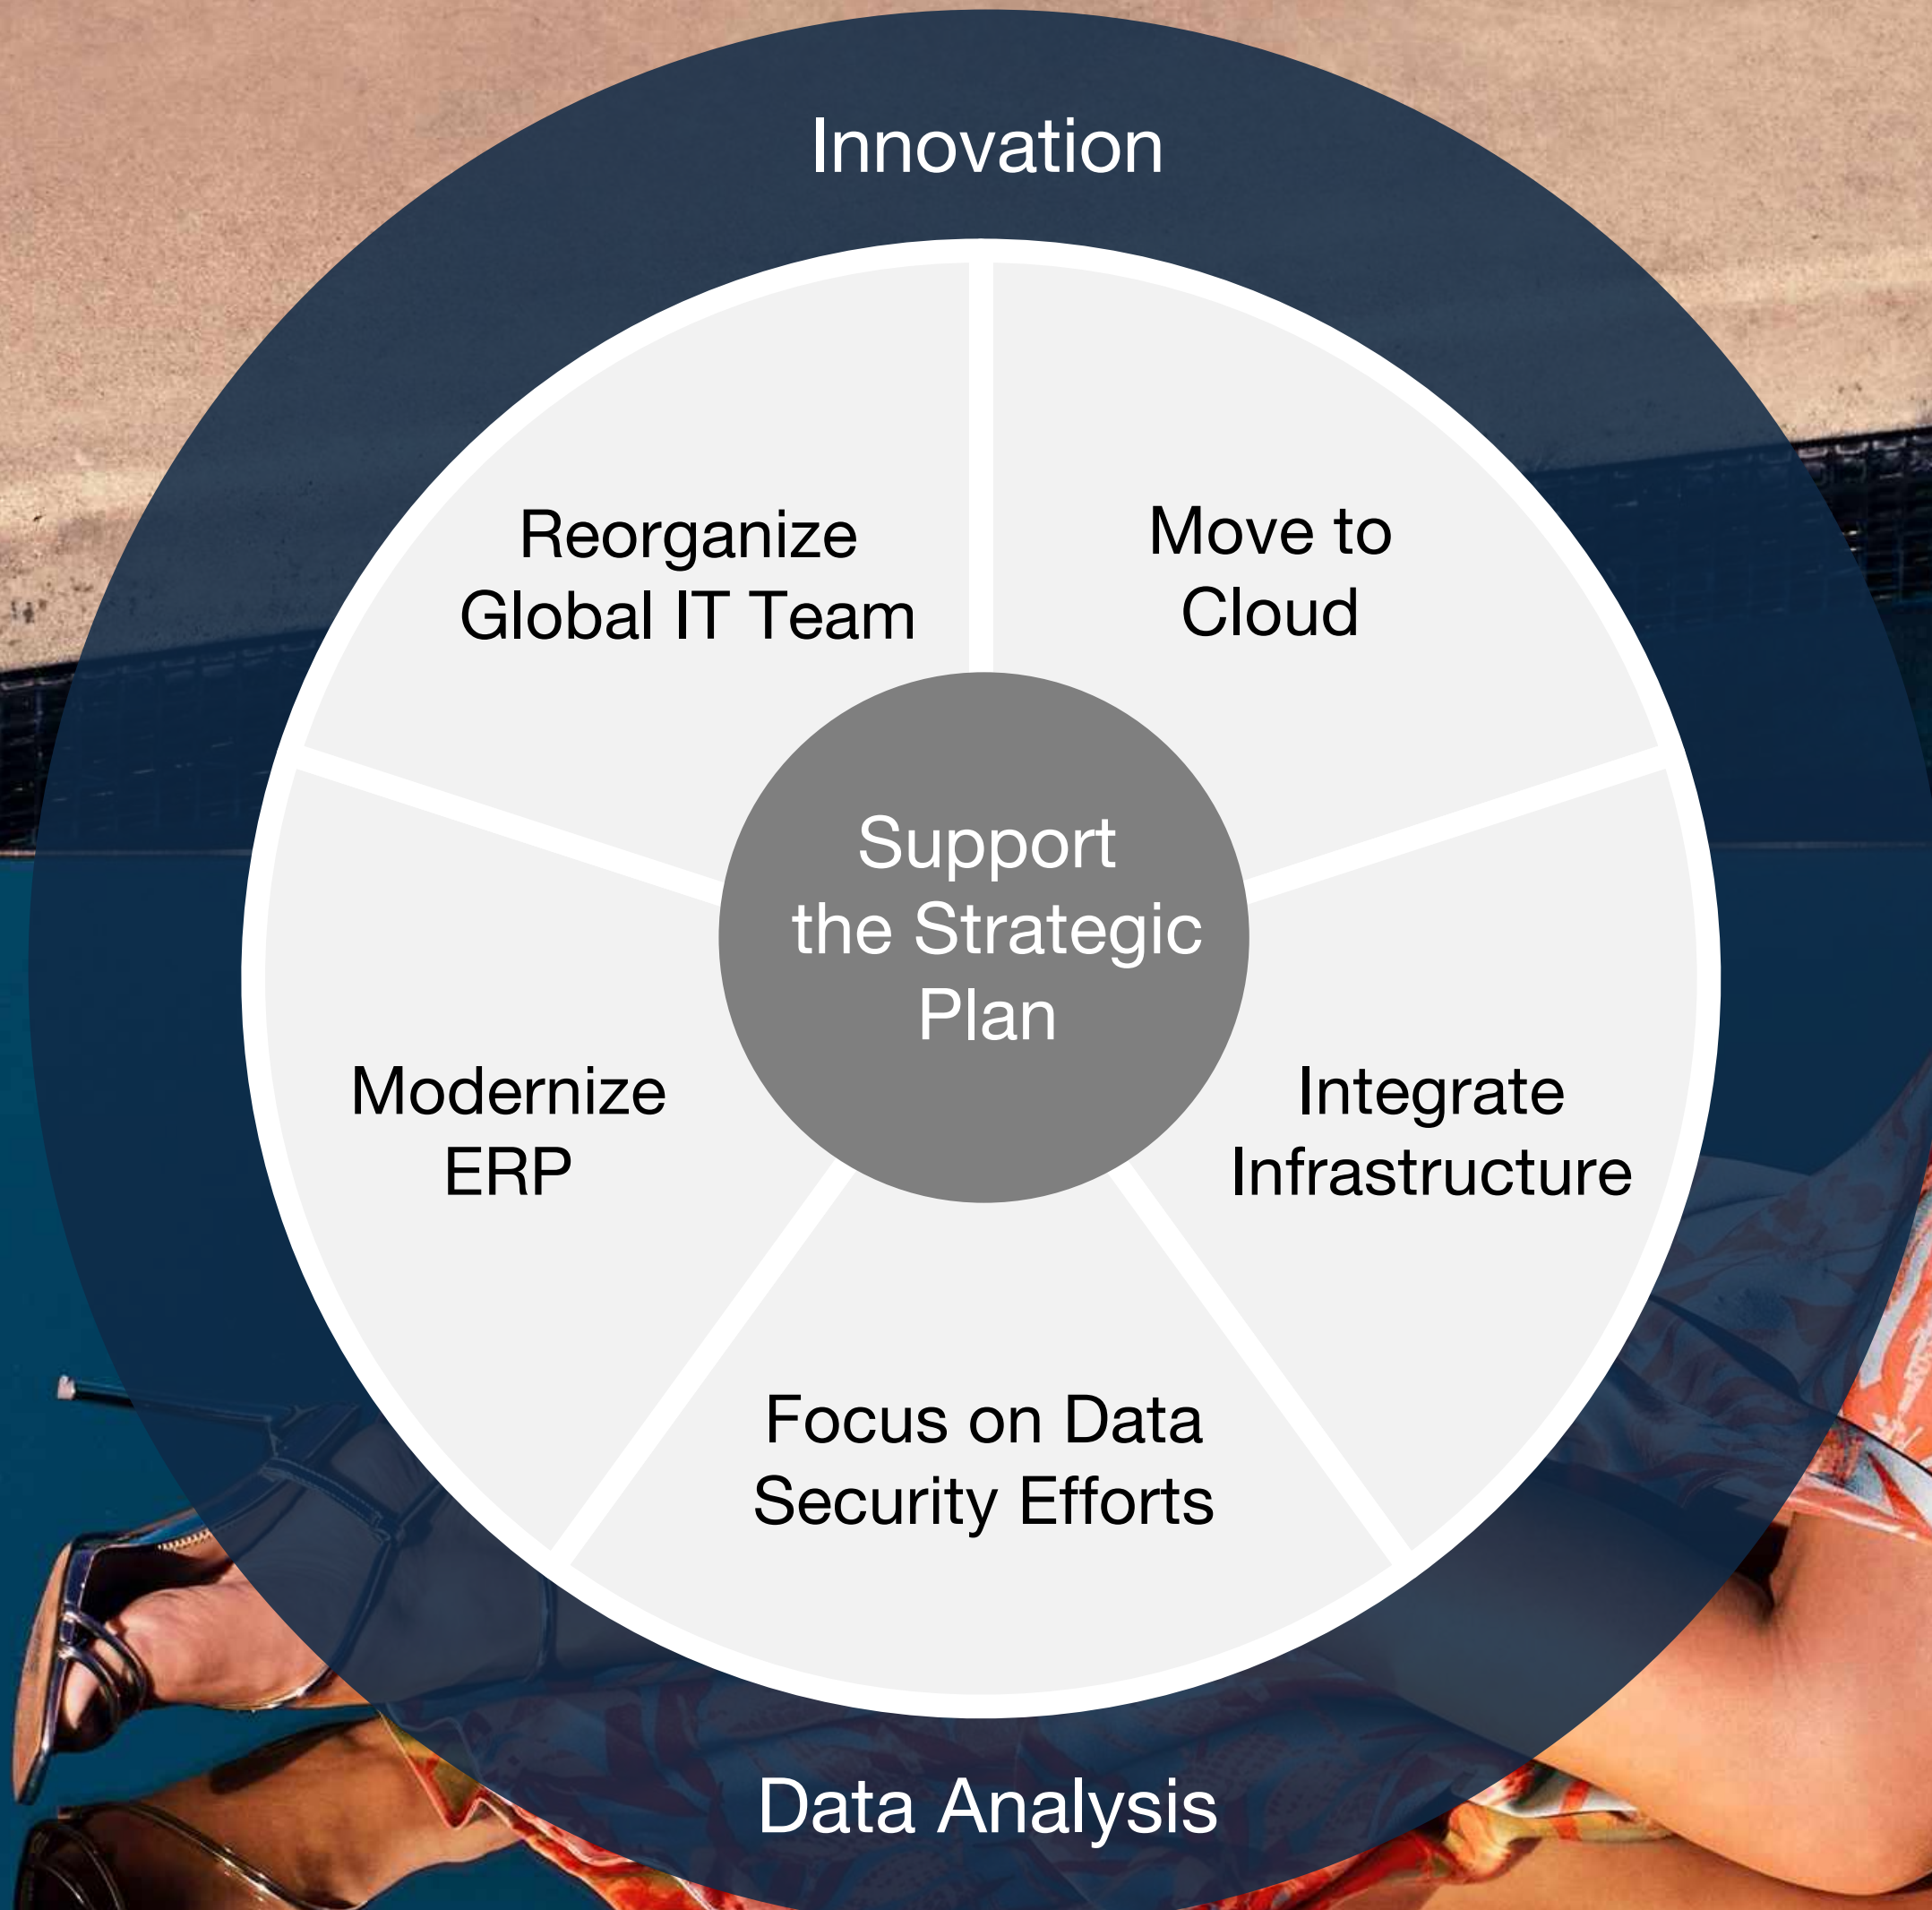 Innovation
Reorganize
Global IT Team
Move to
Cloud
Support
the Strategic
Plan
Modernize
ERP
Integrate
Infrastructure
Focus on Data
Security Efforts
Data Analysis